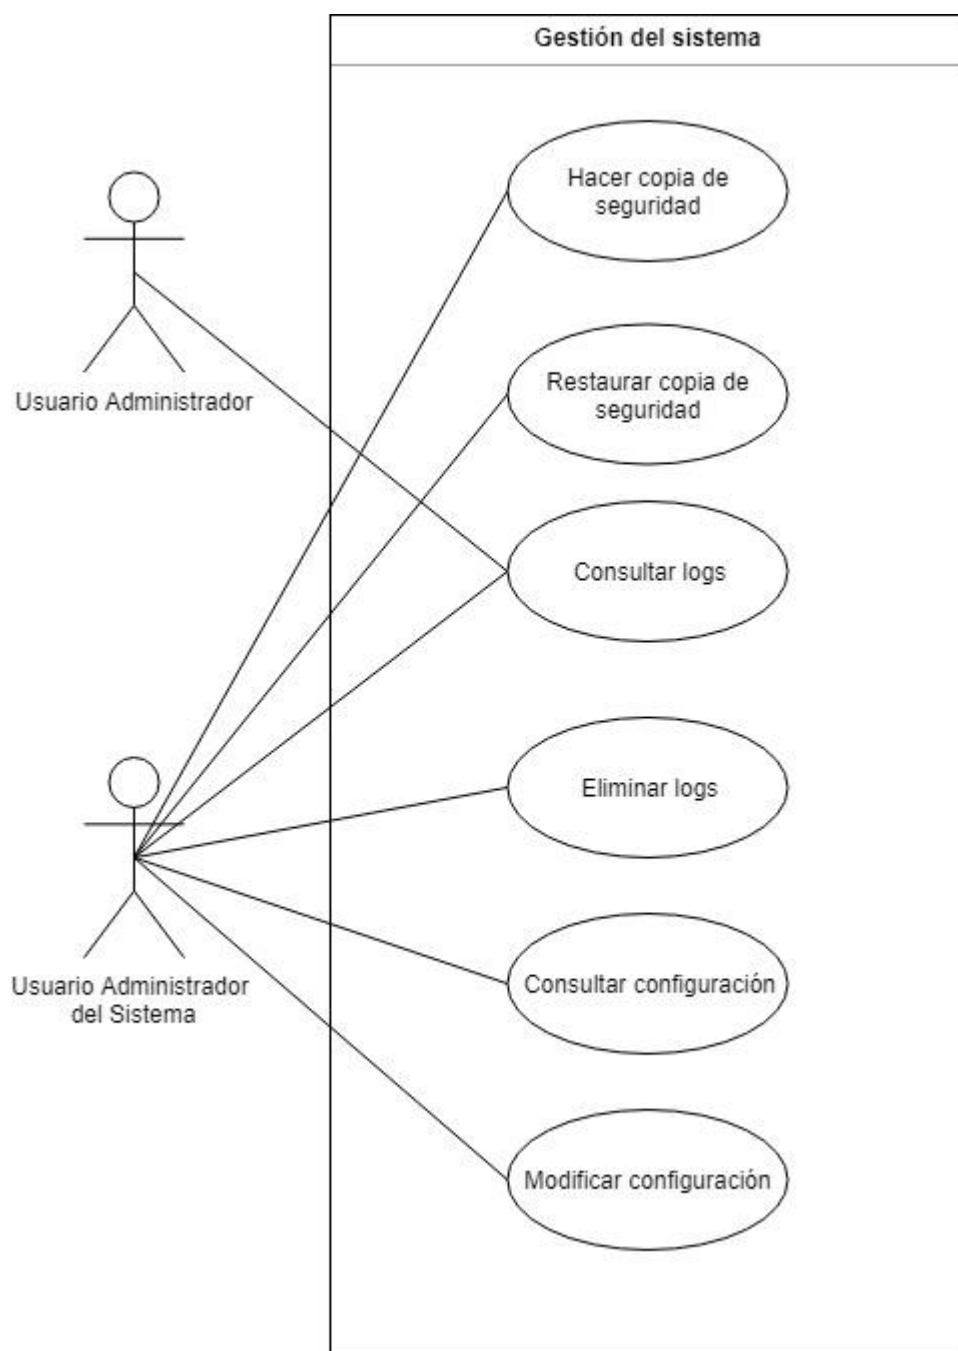 Gestión del sistema
Hacer copia de
seguridad
Usuario Administrador
Restaurar copia de
seguridad
Consultar logs
Eliminar logs
Usuario Administrador
del Sistema
Consultar configuración
Modificar configuración